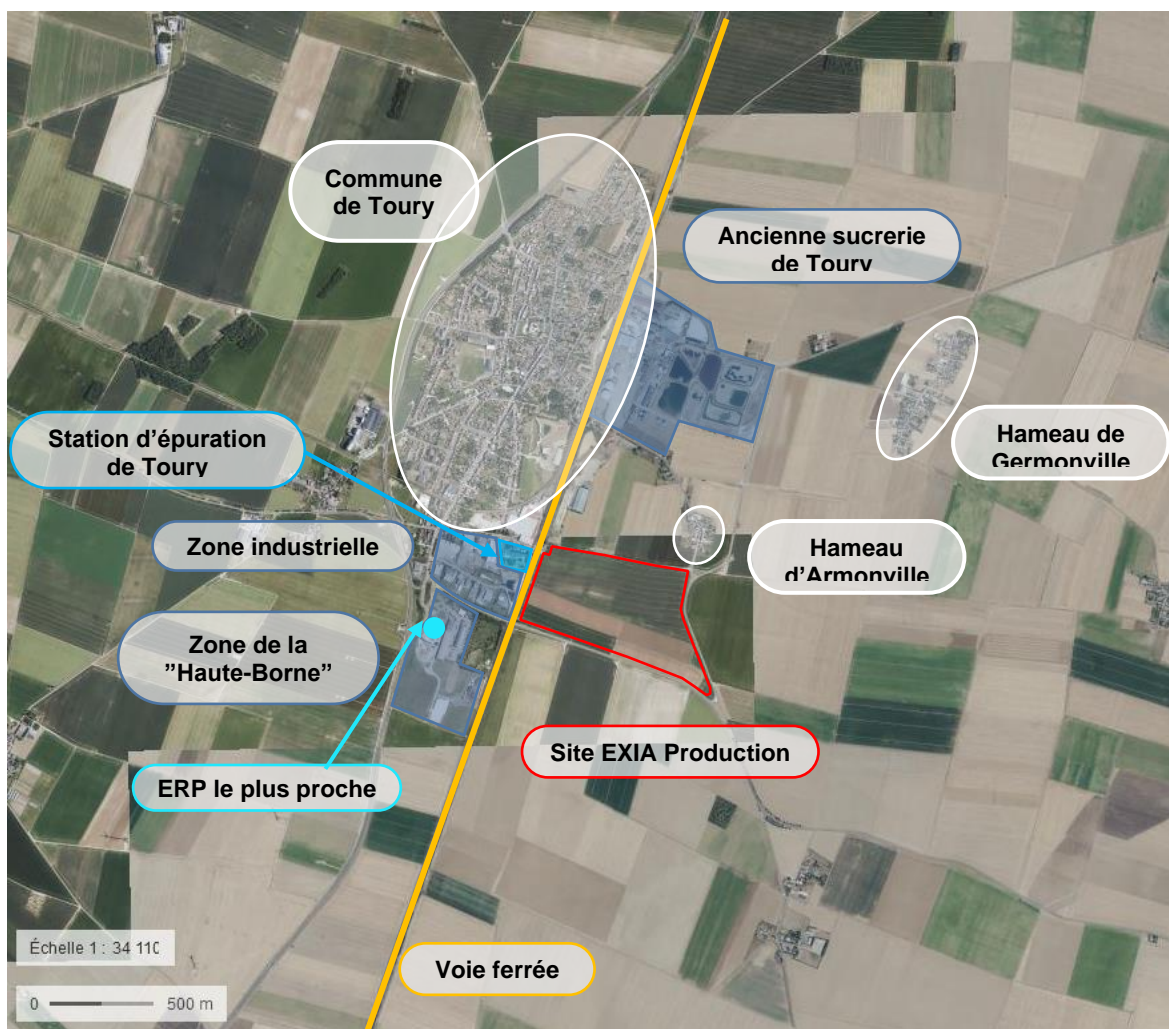 Commune
de Toury
Ancienne sucrerie
de Toury
Station d’épuration
de Toury
Hameau de
Germonville
Zone industrielle
Hameau
d’Armonville
Zone de la
”Haute-Borne”
Site EXIA Production
ERP le plus proche
Échelle 1 : 34 110
Voie ferrée
0 500 m